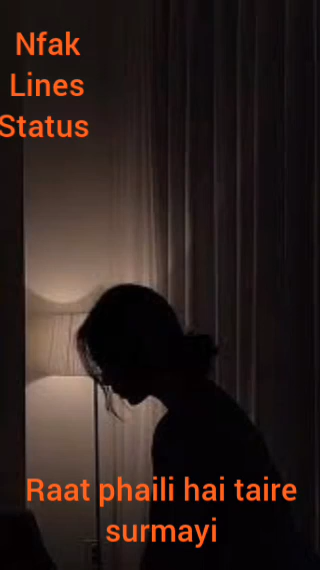 Nfak
Lines
Status
Raat phaili hai taire
surmayi